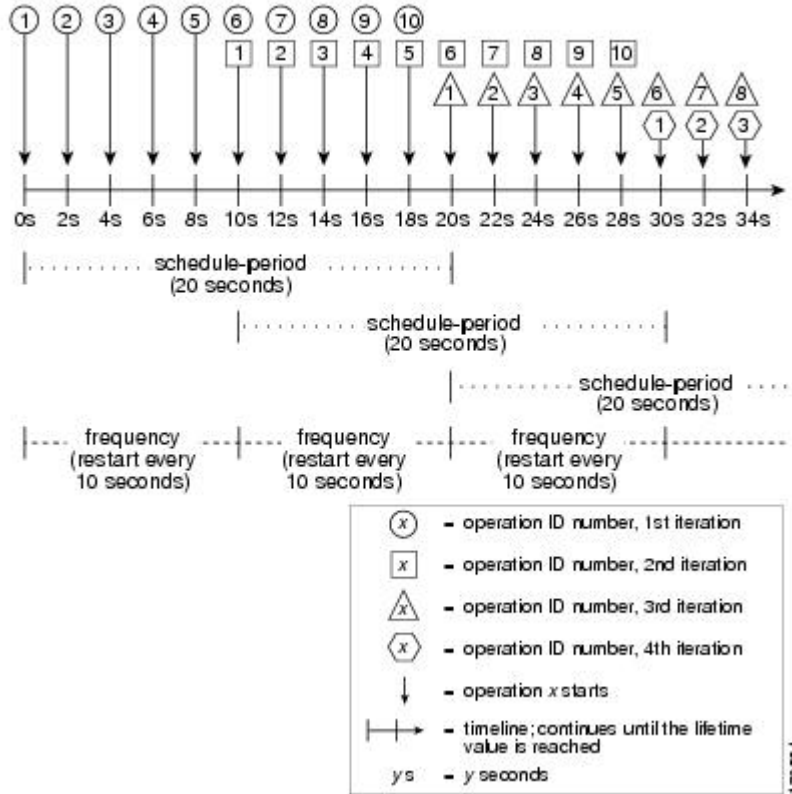 1 2 3 4 5 6 7 8 9 10
1 2 3 4 5 6 7 8 9 10
1 2 3 4 5 6 7 8
1 2 3
0s 2s 4s 6s 8s 10s 12s 14s 16s 18s 20s 22s 24s 26s 28s 30s 32s 34s
schedule-period
(20 seconds)
schedule-period
(20 seconds)
schedule-period
(20 seconds)
frequency
(restart every
10 seconds)
frequency
(restart every
10 seconds)
frequency
(restart every
10 seconds)
x = operation ID number, 1st iteration
x = operation ID number, 2nd iteration
x = operation ID number, 3rd iteration
x = operation ID number, 4th iteration
= operation x starts
= timeline; continues until the lifetime
value is reached
y s = y seconds